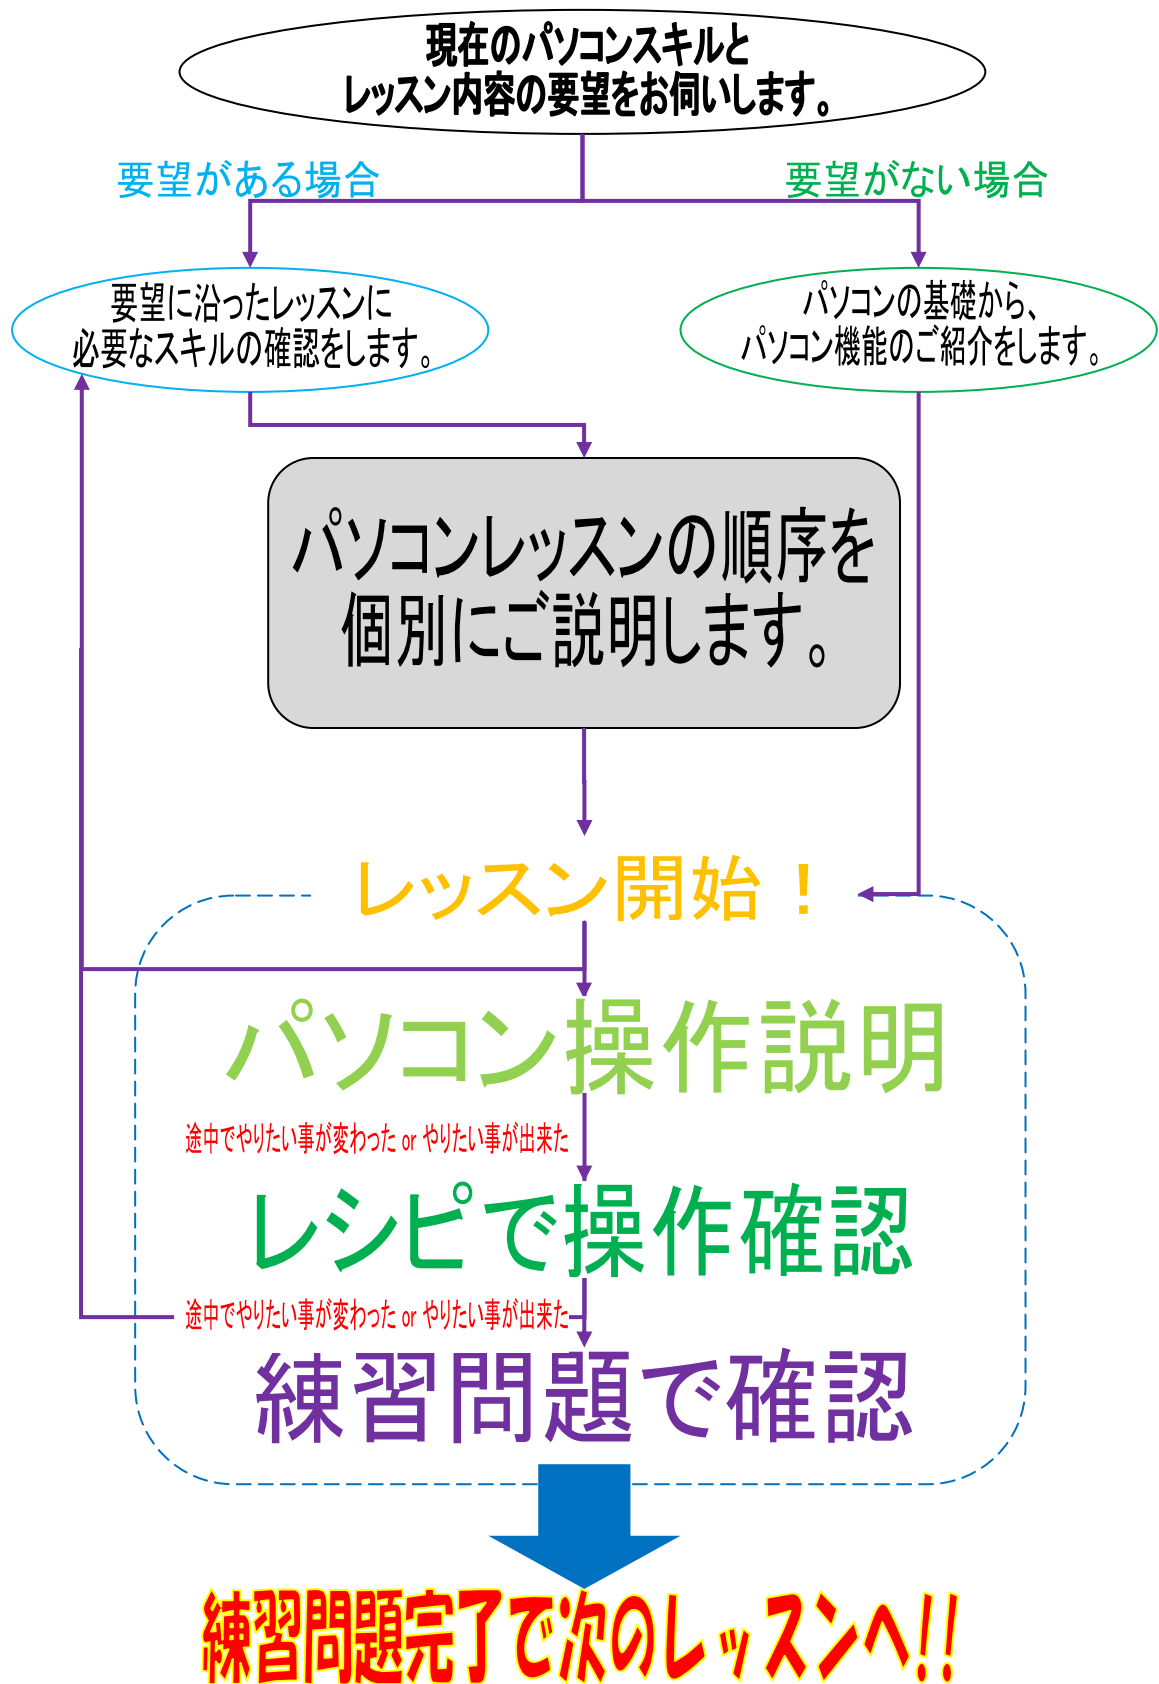 現在のパソコンスキルと
レッスン内容の要望をお伺いします。
要望がある場合
要望がない場合
要望に沿ったレッスンに
必要なスキルの確認をします。
パソコンの基礎から、
パソコン機能のご紹介をします。
パソコンレッスンの順序を
個別にご説明します。
レッスン開始！
パソコン操作説明
途中でやりたい事が変わった or やりたい事が出来た
レシピで操作確認
途中でやりたい事が変わった or やりたい事が出来た
練習問題で確認
練習問題完了で次のレッスンへ!!